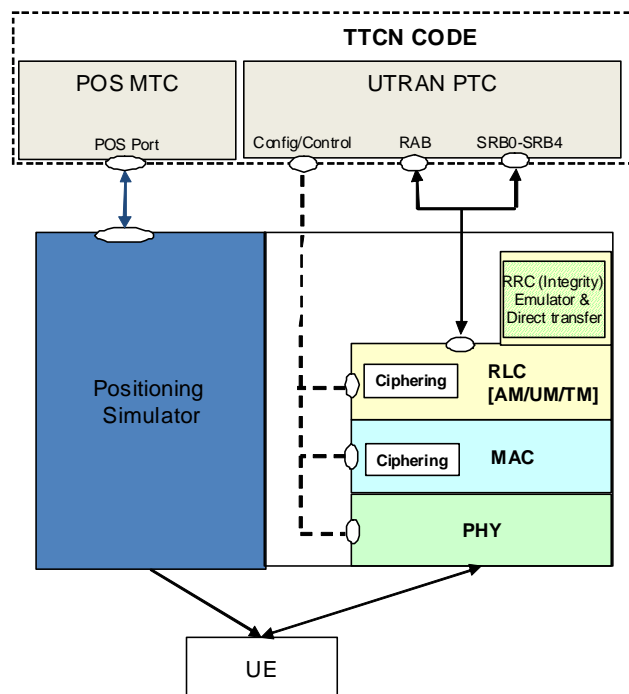 TTCN CODE
POS MTC
UTRAN PTC
POS Port
Config/Control
RAB
SRB0-SRB4
RRC (Integrity)
Emulator &
Direct transfer
Positioning
Simulator
Ciphering
RLC
[AM/UM/TM]
Ciphering
MAC
PHY
UE